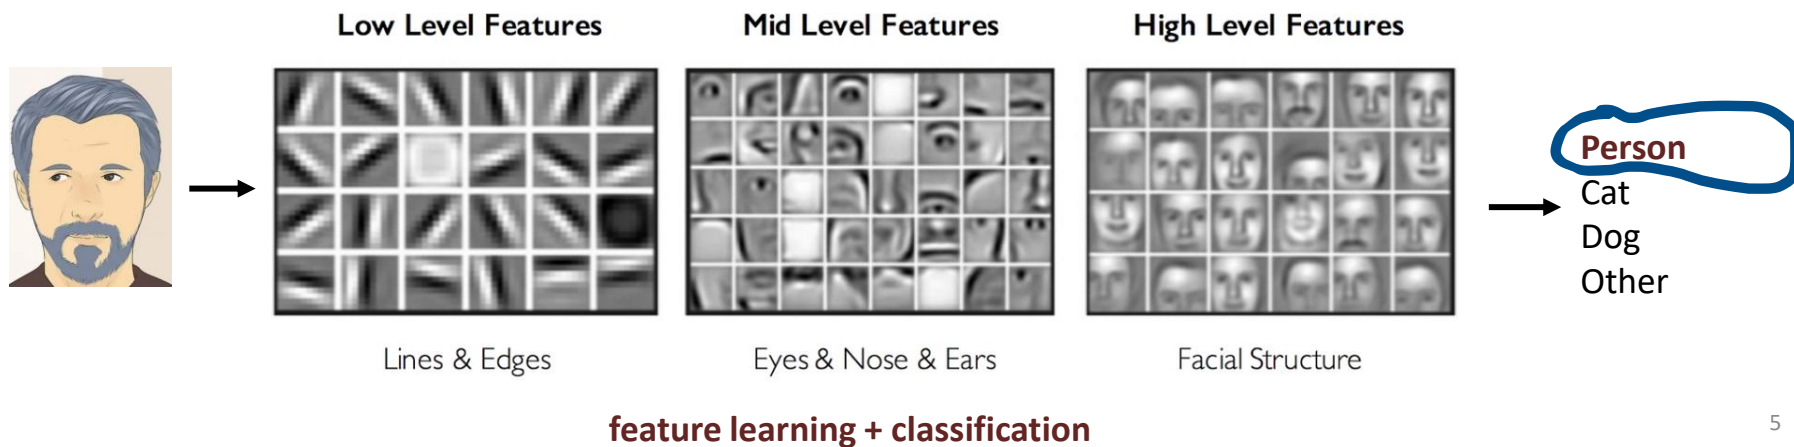 Low Level Features
Mid Level Features
High Level Features
Person
Cat
Dog
Other
Lines & Edges
Eyes & Nose & Ears
Facial Structure
feature learning + classification
5